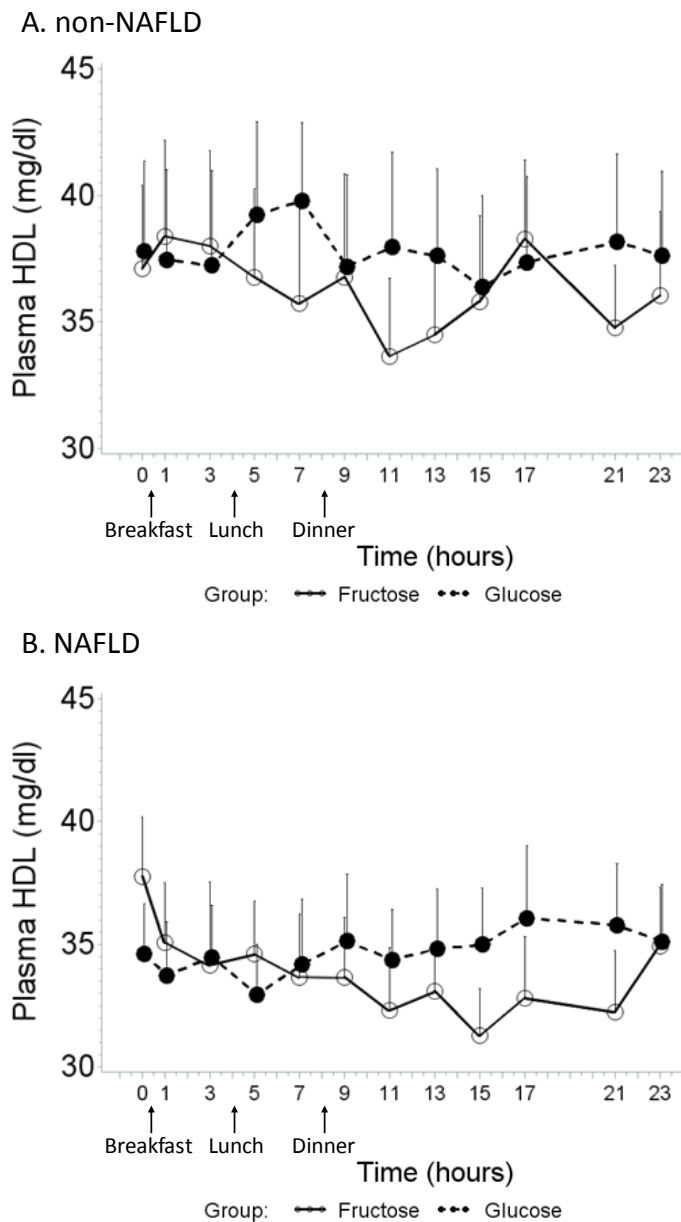 A. non-NAFLD
45
40
35
30
Plasma HDL (mg/dl)
0 1 3 5 7 9 11 13 15 17 21 23
Breakfast Lunch Dinner
Time (hours)
Group: Fructose Glucose
B. NAFLD
45
40
35
30
Plasma HDL (mg/dl)
0 1 3 5 7 9 11 13 15 17 21 23
Breakfast Lunch Dinner
Time (hours)
Group: Fructose Glucose